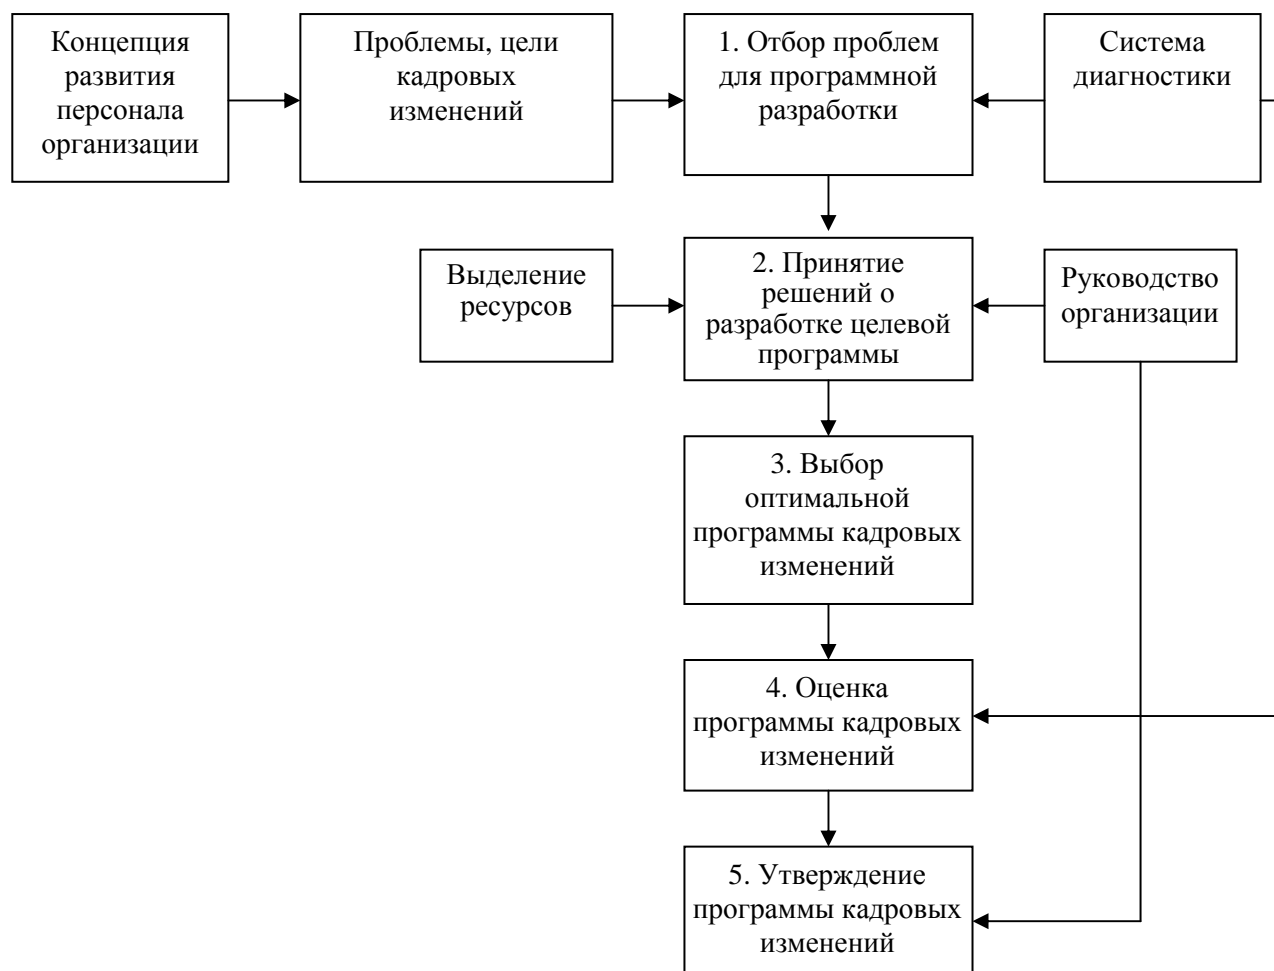 Концепция
развития
персонала
организации
Проблемы, цели
кадровых
изменений
1. Отбор проблем
для программной
разработки
Система
диагностики
Выделение
ресурсов
2. Принятие
решений о
разработке целевой
программы
Руководство
организации
3. Выбор
оптимальной
программы кадровых
изменений
4. Оценка
программы кадровых
изменений
5. Утверждение
программы кадровых
изменений